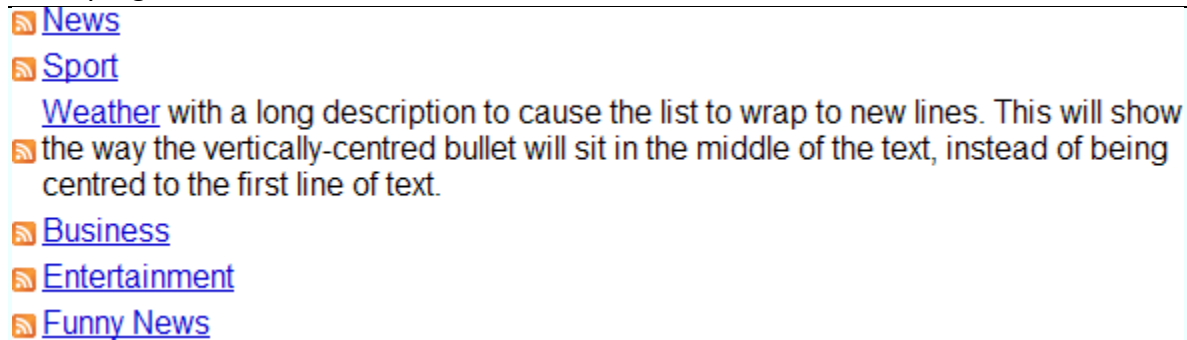 News
Sport
Weather with a long description to cause the list to wrap to new lines. This will show
the way the vertically-centred bullet will sit in the middle of the text, instead of being
centred to the first line of text.
Business
Entertainment
Funny News